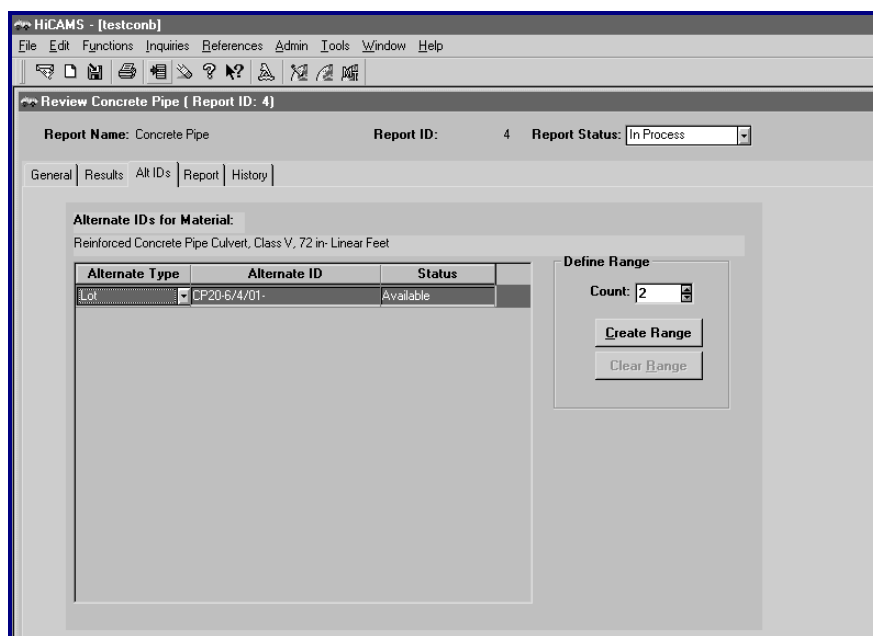 HiCAMS - [testconb]
File Edit Functions Inquiries References Admin Tools Window Help
Review Concrete Pipe ( Report ID: 4)
Report Name: Concrete Pipe Report ID: 4 Report Status: In Process
General Results Alt IDs Report History
Alternate IDs for Material:
Reinforced Concrete Pipe Culvert, Class V, 72 in- Linear Feet
Alternate Type Alternate ID Status
Lot CP20-6/4/01- Available
Define Range
Count: 2
Create Range
Clear Range